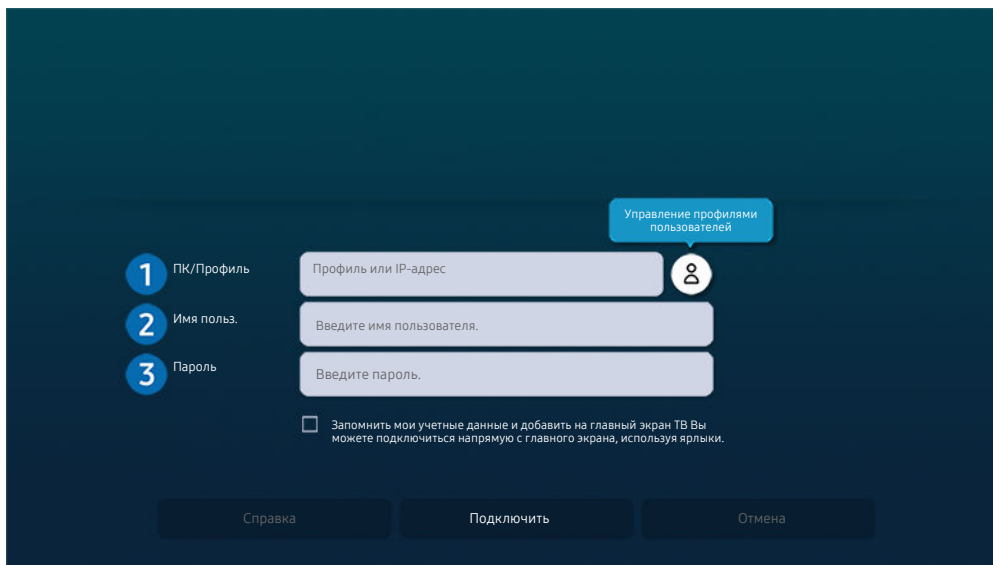 Управление профилями
пользователей
1 ПК/Профиль Профиль или IP-адрес
2 Имя польз. Введите имя пользователя.
3 Пароль Введите пароль.
Запомнить мои учетные данные и добавить на главный экран ТВ Вы
можете подключиться напрямую с главного экрана, используя ярлыки.
Справка Подключить Отмена